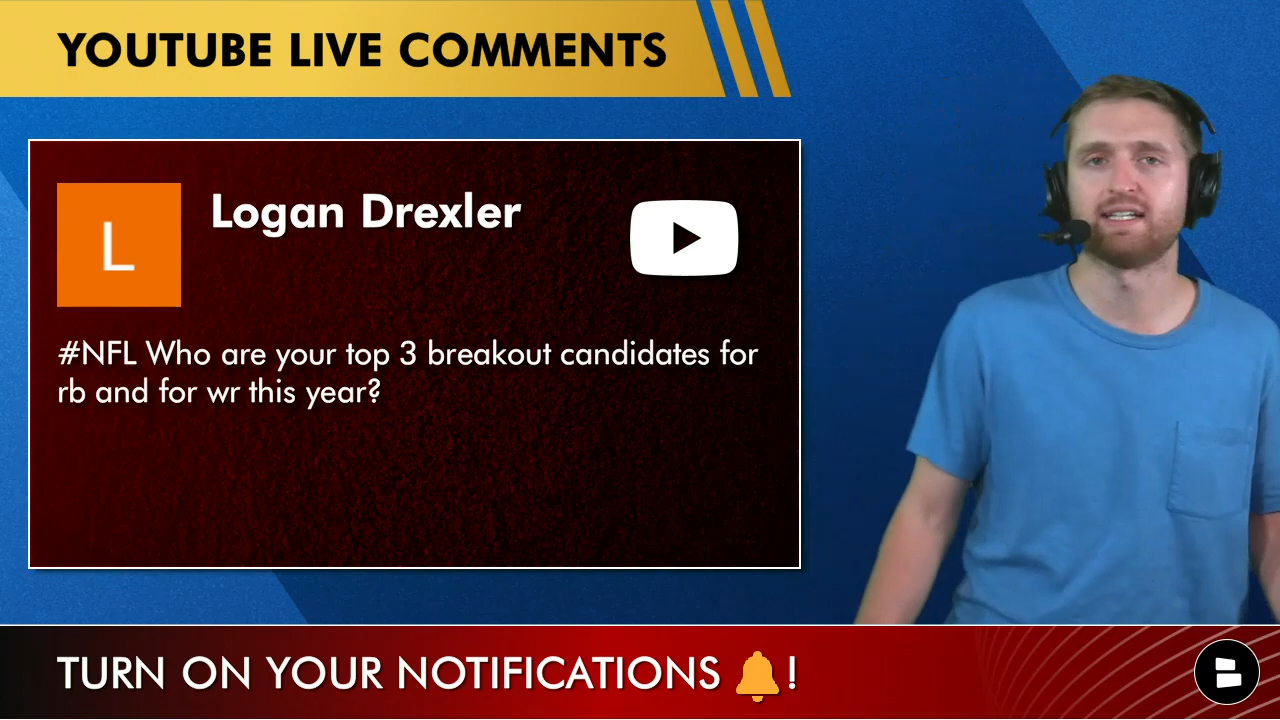 YOUTUBE LIVE COMMENTS
L
Logan Drexler
#NFL Who are your top 3 breakout candidates for
rb and for wr this year?
TURN ON YOUR NOTIFICATIONS 🔔!